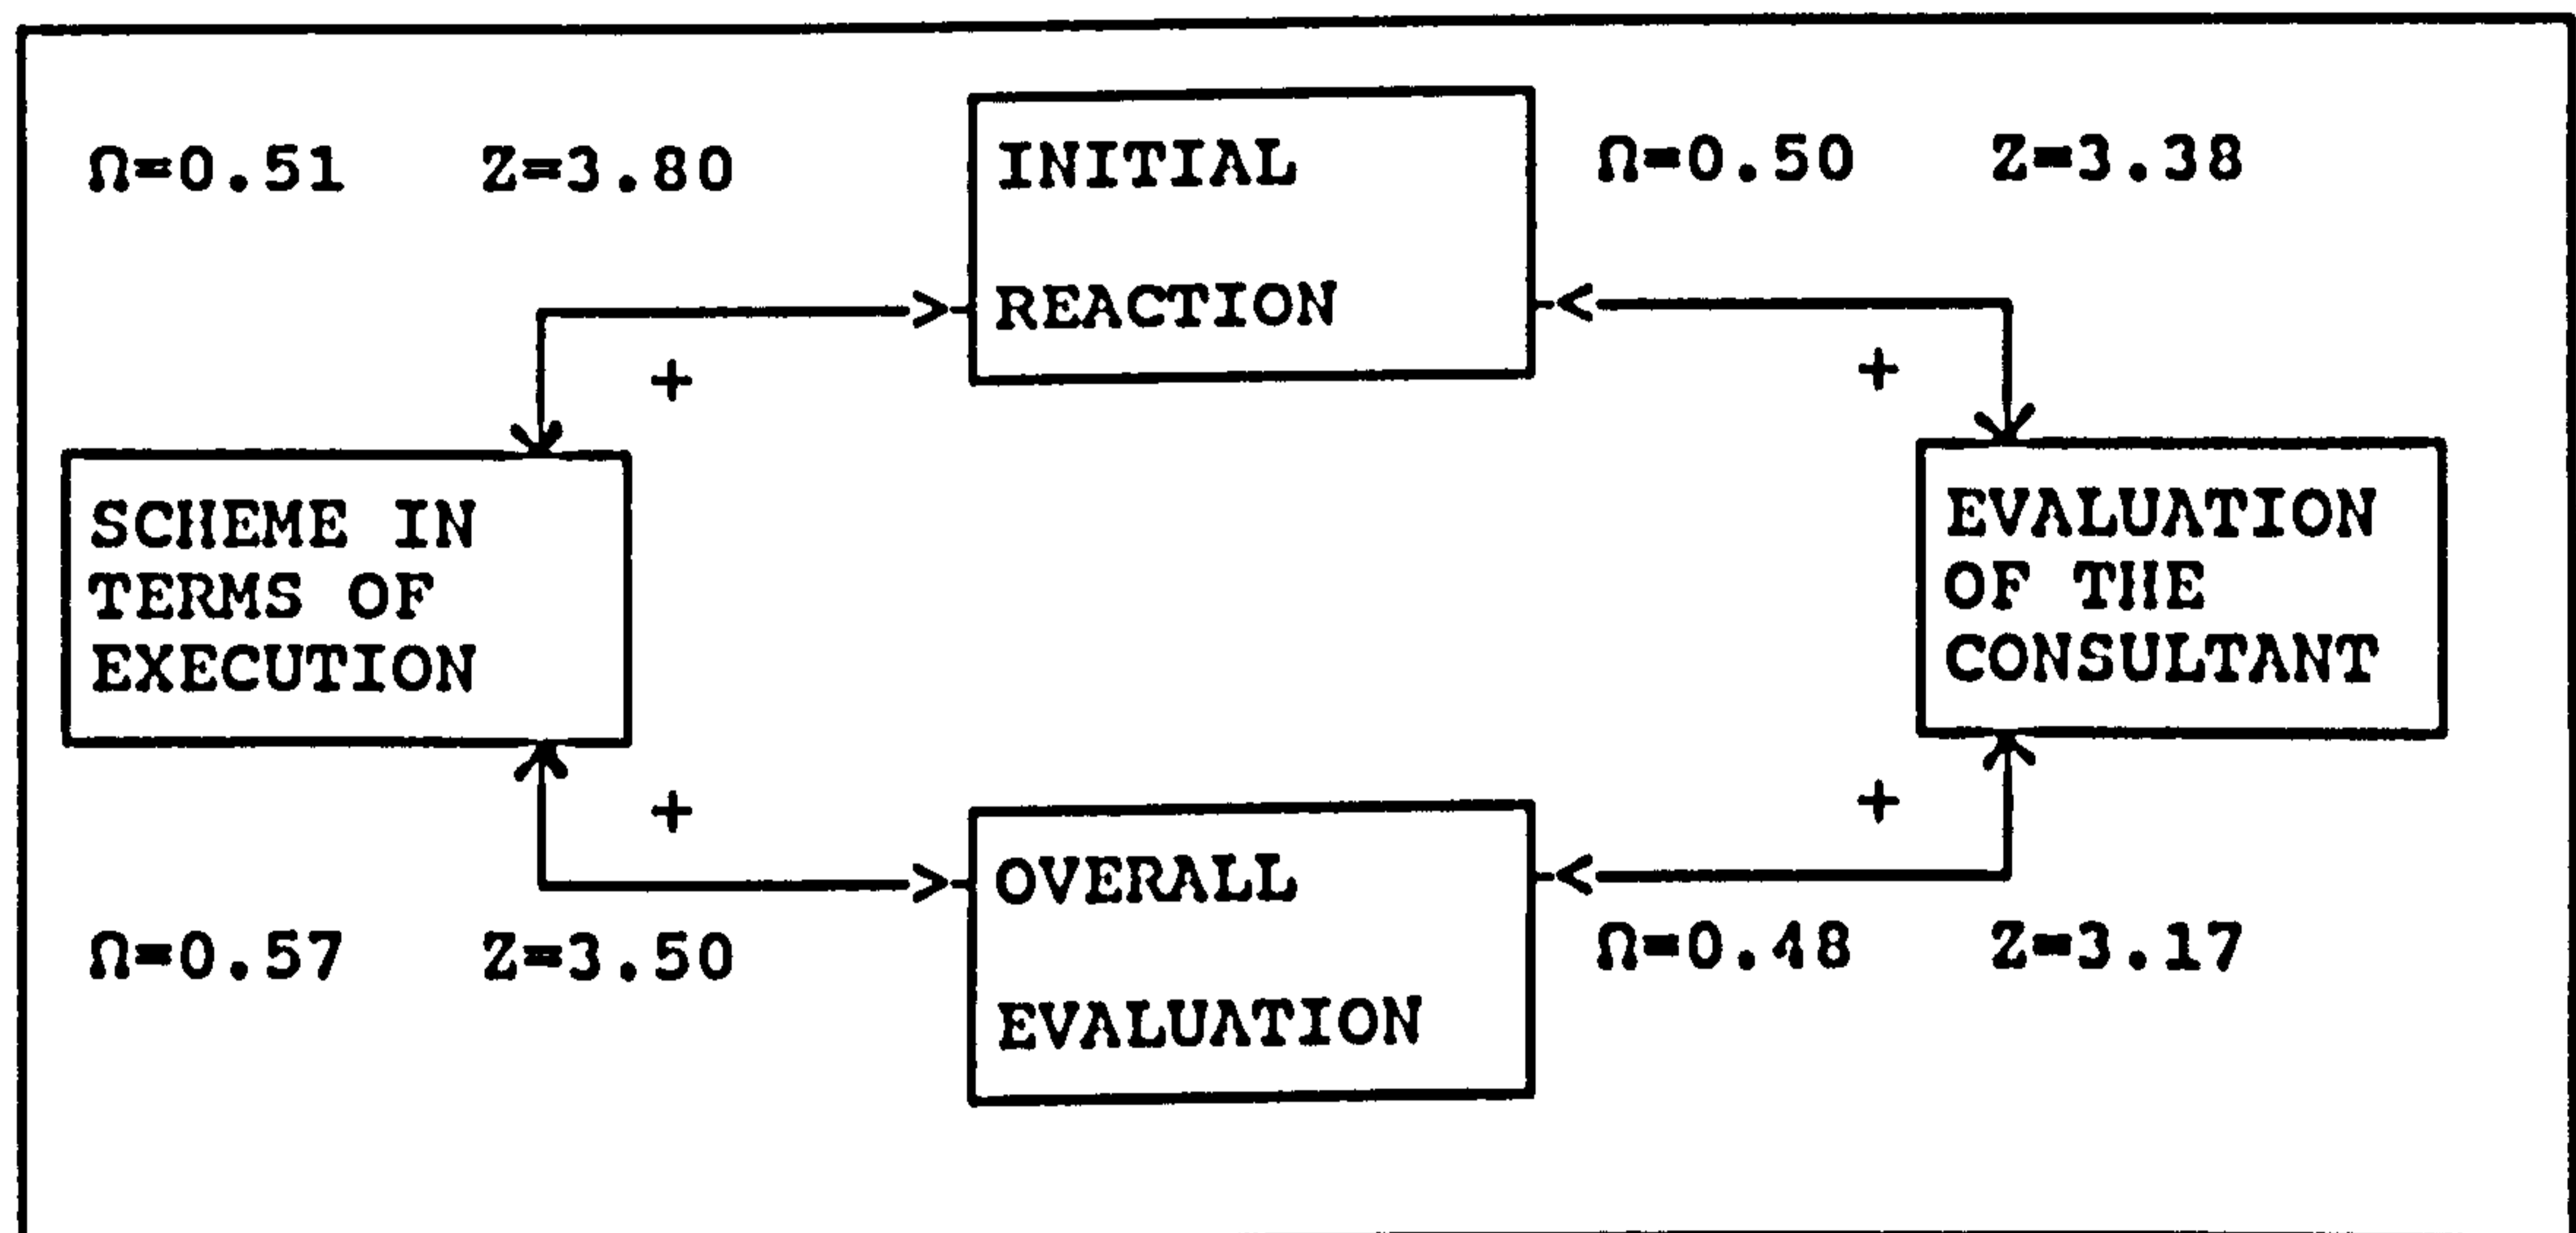 Ω=0.51 Z=3.80
INITIAL
REACTION
Ω=0.50 Z=3.38
+
+
SCHEME IN
TERMS OF
EXECUTION
EVALUATION
OF THE
CONSULTANT
+
+
OVERALL
EVALUATION
Ω=0.57 Z=3.50
Ω=0.48 Z=3.17